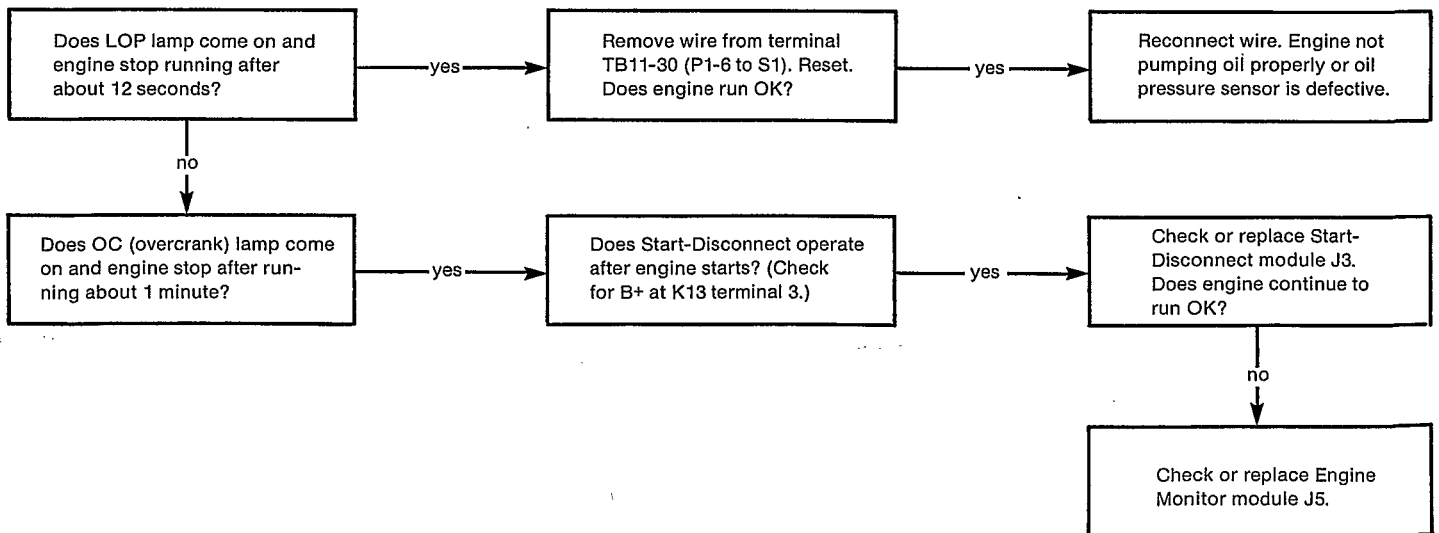 Does LOP lamp come on and
engine stop running after
about 12 seconds?
yes
Remove wire from terminal
TB11-30 (P1-6 to S1). Reset.
Does engine run OK?
yes
Reconnect wire. Engine not
pumping oil properly or oil
pressure sensor is defective.
no
Does OC (overcrank) lamp come
on and engine stop after run-
ning about 1 minute?
yes
Does Start-Disconnect operate
after engine starts? (Check
for B+ at K13 terminal 3.)
yes
Check or replace Start-
Disconnect module J3.
Does engine continue to
run OK?
no
Check or replace Engine
Monitor module J5.